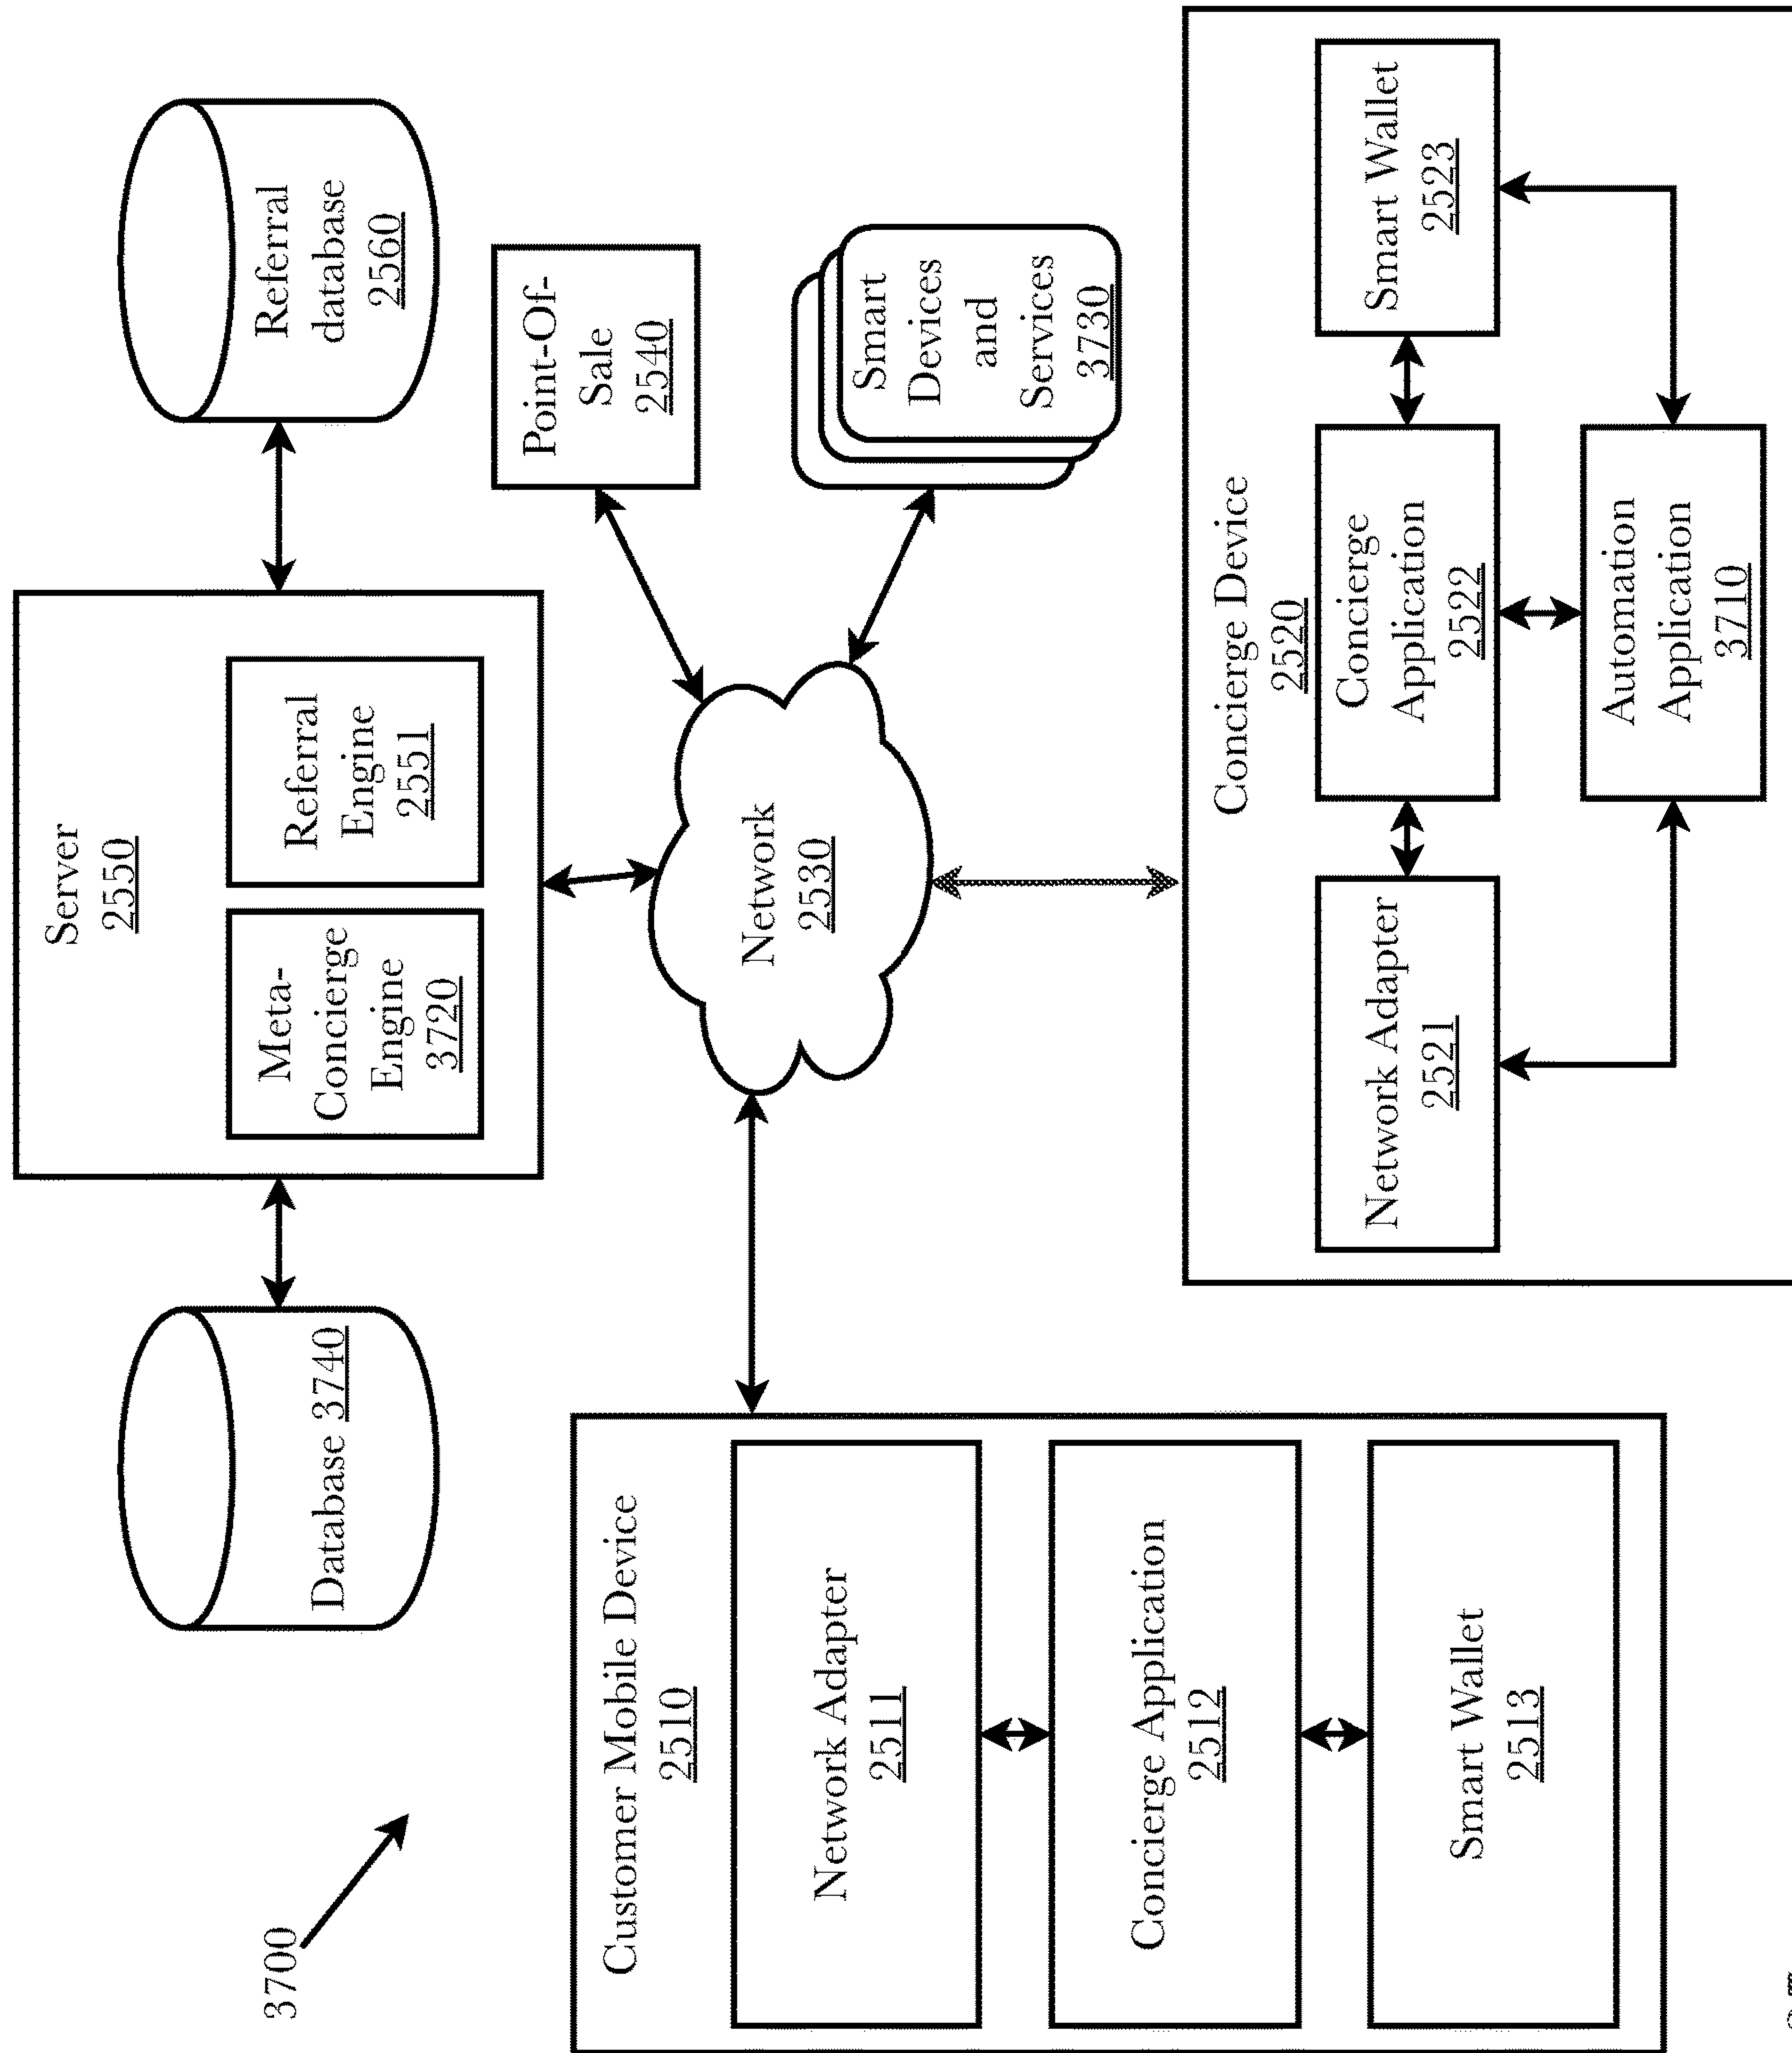 3700
Database 3740
Server
2550
Meta-
Concierge
Engine
3720
Referral
Engine
2551
Referral
database
2560
Customer Mobile Device
2510
Network Adapter
2511
Concierge Application
2512
Smart Wallet
2513
Network
2530
Point-Of-
Sale
2540
Smart
Devices
and
Services
3730
Concierge Device
2520
Network Adapter
2521
Concierge
Application
2522
Smart Wallet
2523
Automation
Application
3710